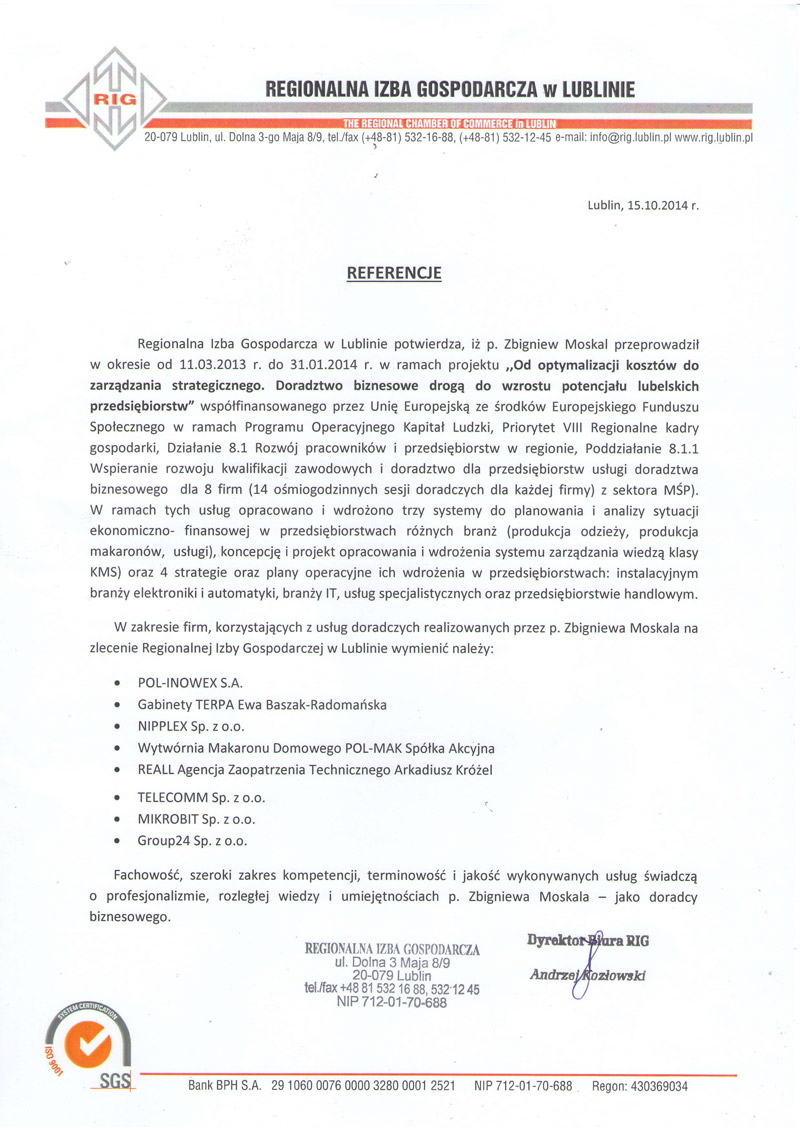 RIG
REGIONALNA IZBA GOSPODARCZA w LUBLINIE
THE REGIONAL CHAMBER OF COMMERCE in LUBLIN
20-079 Lublin, ul. Dolna 3-go Maja 8/9, tel./fax (+48-81) 532-16-88, (+48-81) 532-12-45 e-mail: info@rig.lublin.pl www.rig.lublin.pl
Lublin, 15.10.2014 r.
REFERENCJE
Regionalna Izba Gospodarcza w Lublinie potwierdza, iż p. Zbigniew Moskal przeprowadził
w okresie od 11.03.2013 r. do 31.01.2014 r. w ramach projektu ,,Od optymalizacji kosztów do
zarządzania strategicznego. Doradztwo biznesowe drogą do wzrostu potencjału lubelskich
przedsiębiorstw" współfinansowanego przez Unię Europejską ze środków Europejskiego Funduszu
Społecznego w ramach Programu Operacyjnego Kapitał Ludzki, Priorytet VIII Regionalne kadry
gospodarki, Działanie 8.1 Rozwój pracowników i przedsiębiorstw w regionie, Poddziałanie 8.1.1
Wspieranie rozwoju kwalifikacji zawodowych i doradztwo dla przedsiębiorstw usługi doradztwa
biznesowego dla 8 firm (14 ośmiogodzinnych sesji doradczych dla każdej firmy) z sektora MŚP).
W ramach tych usług opracowano i wdrożono trzy systemy do planowania i analizy sytuacji
ekonomiczno- finansowej w przedsiębiorstwach różnych branż (produkcja odzieży, produkcja
makaronów, usługi), koncepcję i projekt opracowania i wdrożenia systemu zarządzania wiedzą klasy
KMS) oraz 4 strategie oraz plany operacyjne ich wdrożenia w przedsiębiorstwach: instalacyjnym
branży elektroniki i automatyki, branży IT, usług specjalistycznych oraz przedsiębiorstwie handlowym.
W zakresie firm, korzystających z usług doradczych realizowanych przez p. Zbigniewa Moskala na
zlecenie Regionalnej Izby Gospodarczej w Lublinie wymienić należy:
• POL-INOWEX S.A.
• Gabinety TERPA Ewa Baszak-Radomańska
• NIPPLEX Sp. z o.o.
• Wytwórnia Makaronu Domowego POL-MAK Spółka Akcyjna
• REALL Agencja Zaopatrzenia Technicznego Arkadiusz Króżel
• TELECOMM Sp. z o.o.
• MIKROBIT Sp. z o.o.
• Group24 Sp. z o.o.
Fachowość, szeroki zakres kompetencji, terminowość i jakość wykonywanych usług świadczą
o profesjonalizmie, rozległej wiedzy i umiejętnościach p. Zbigniewa Moskala – jako doradcy
biznesowego.
REGIONALNA IZBA GOSPODARCZA
ul. Dolna 3 Maja 8/9
20-079 Lublin
tel./fax +48 81 532 16 88, 532 12 45
NIP 712-01-70-688
Dyrektor Biura RIG
Andrzej Kozłowski
SYSTEM CERTIFICATION
ISO 9001
SGS
Bank BPH S.A. 29 1060 0076 0000 3280 0001 2521 NIP 712-01-70-688 Regon: 430369034